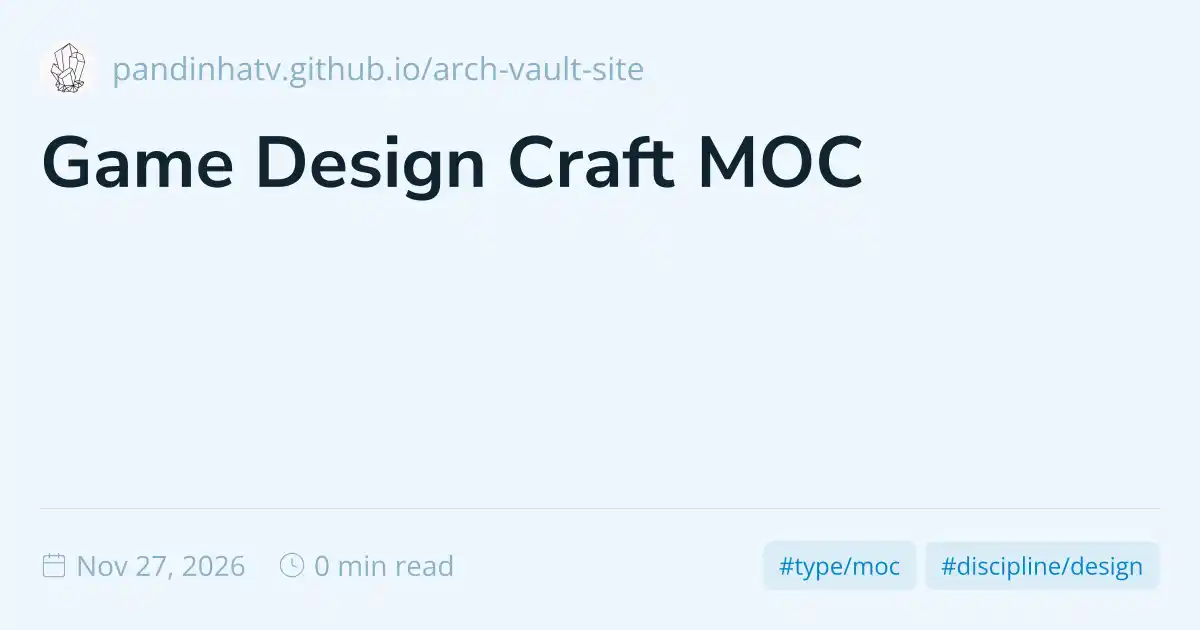 pandinhatv.github.io/arch-vault-site
Game Design Craft MOC
Nov 27, 2026 0 min read #type/moc #discipline/design